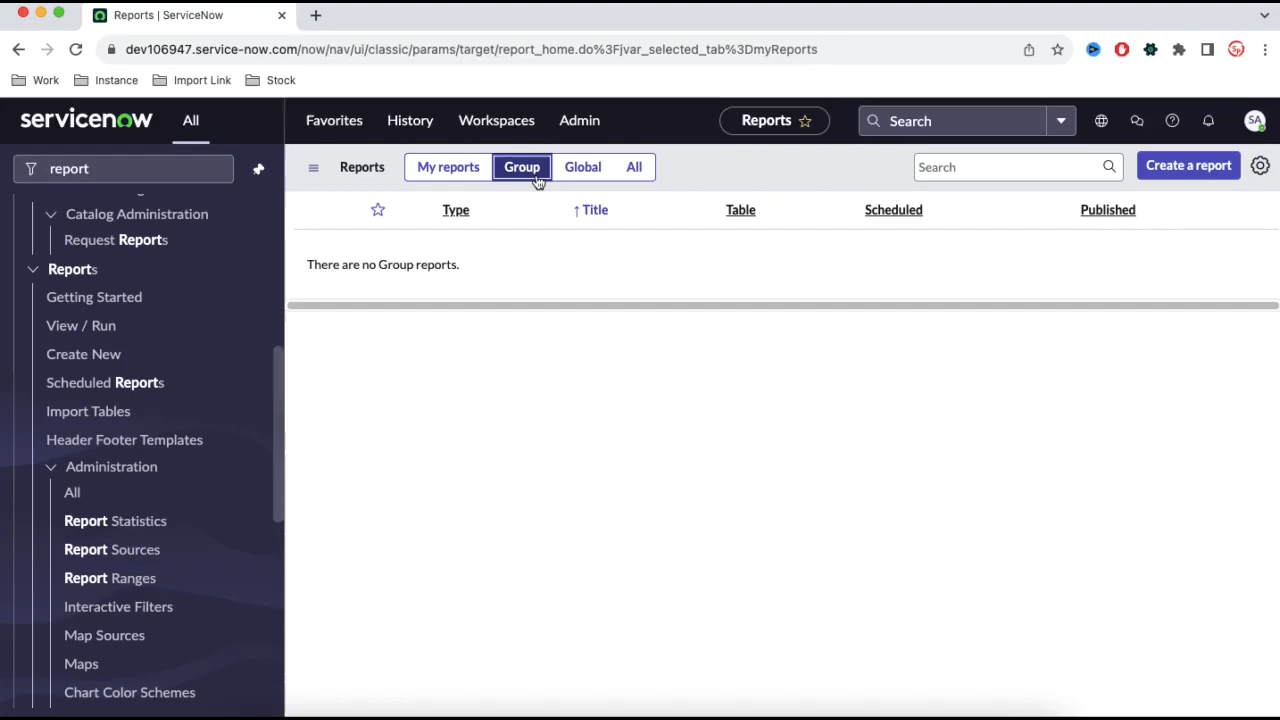 Reports | ServiceNow
dev106947.service-now.com/now/nav/ui/classic/params/target/report_home.do%3Fjvar_selected_tab%3DmyReports
Work Instance Import Link Stock
servicenow All Favorites History Workspaces Admin Reports Search SA
report
Reports My reports Group Global All Search Create a report
Type ↑ Title Table Scheduled Published
There are no Group reports.
Catalog Administration
Request Reports
Reports
Getting Started
View / Run
Create New
Scheduled Reports
Import Tables
Header Footer Templates
Administration
All
Report Statistics
Report Sources
Report Ranges
Interactive Filters
Map Sources
Maps
Chart Color Schemes